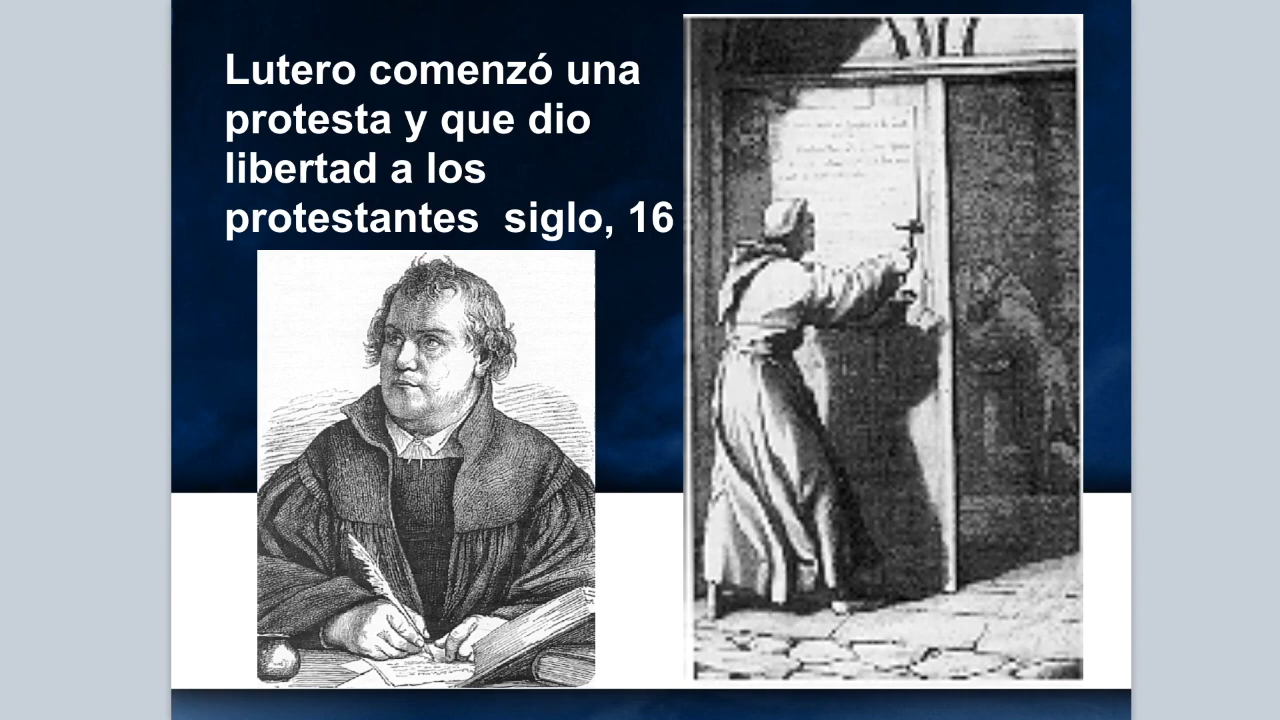 Lutero comenzó una
protesta y que dio
libertad a los
protestantes  siglo, 16